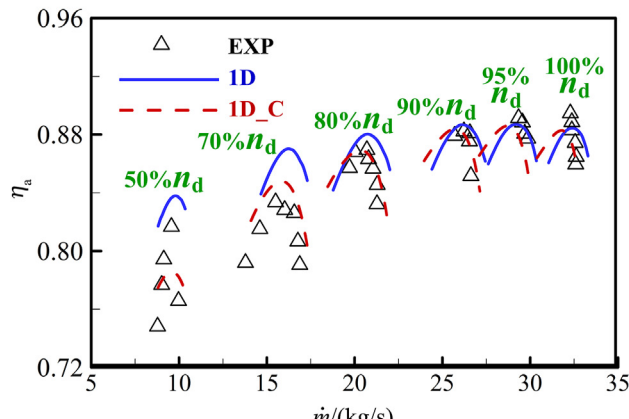 0.96
EXP
1D
1D_C
100%
n_d
95%
n_d
90%n_d
80%n_d
70%n_d
50%n_d
0.88
0.80
0.72
η_a
5 10 15 20 25 30 35
ṁ/(kg/s)